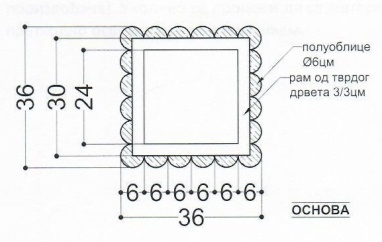 полуоблице
Ø6цм
рам од тврдог
дрвета 3/3цм
36
30
24
6 6 6 6 6 6
36
ОСНОВА